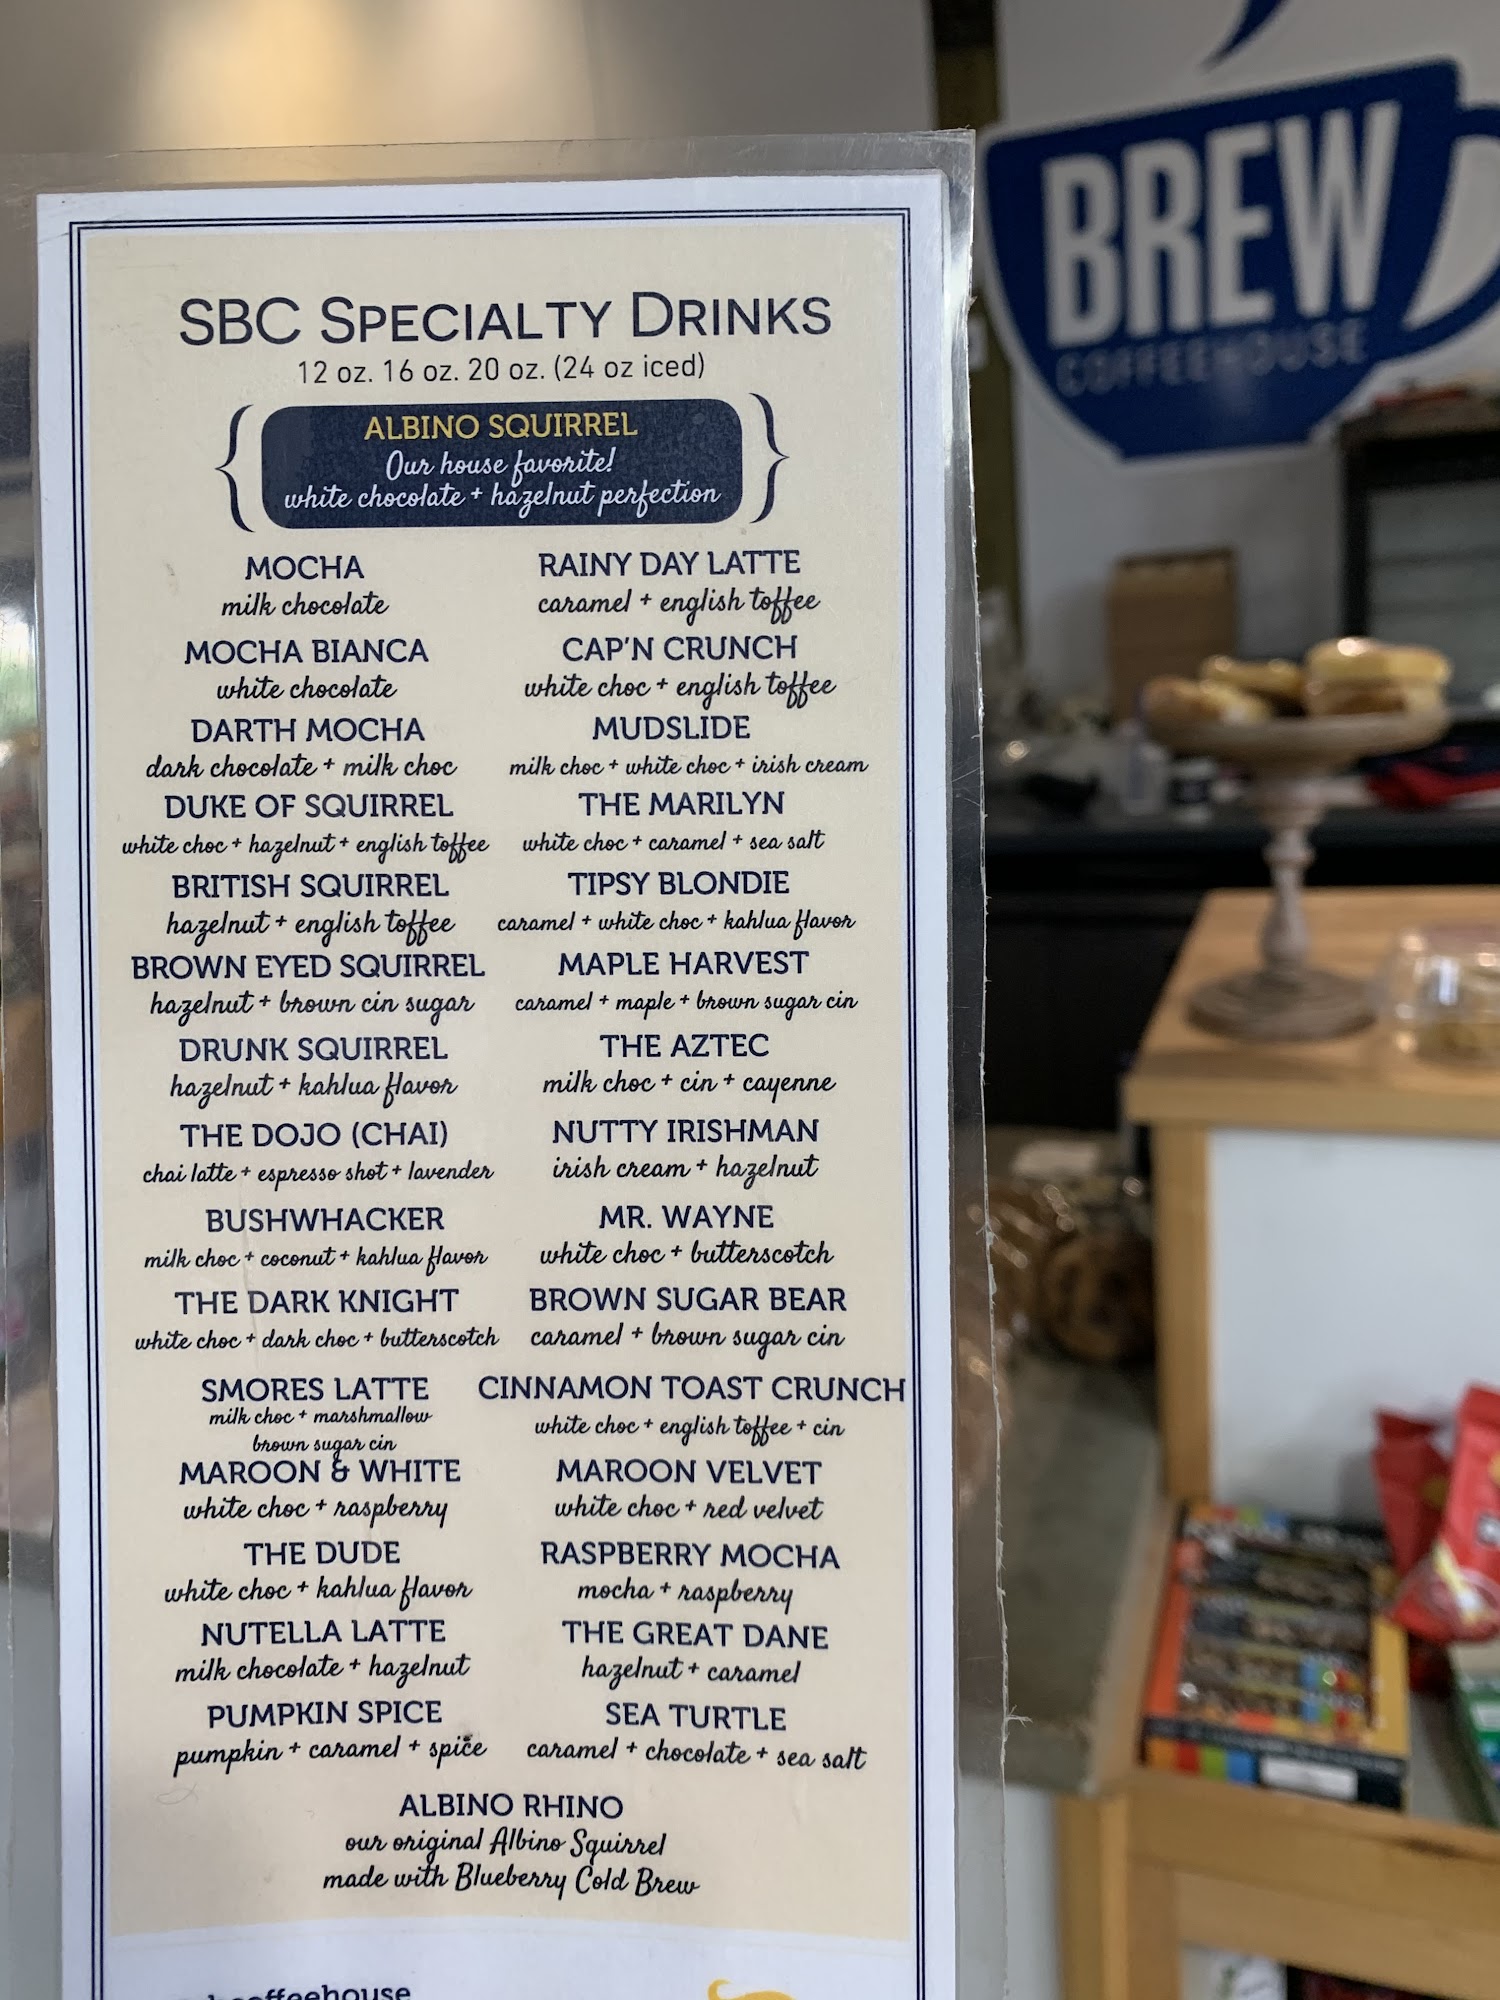 BREW
COFFEEHOUSE
SBC SPECIALTY DRINKS
12 oz. 16 oz. 20 oz. (24 oz iced)
ALBINO SQUIRREL
Our house favorite!
white chocolate + hazelnut perfection
MOCHA
milk chocolate
MOCHA BIANCA
white chocolate
DARTH MOCHA
dark chocolate + milk choc
DUKE OF SQUIRREL
white choc + hazelnut + english toffee
BRITISH SQUIRREL
hazelnut + english toffee
BROWN EYED SQUIRREL
hazelnut + brown cin sugar
DRUNK SQUIRREL
hazelnut + kahlua flavor
THE DOJO (CHAI)
chai latte + espresso shot + lavender
BUSHWHACKER
milk choc + coconut + kahlua flavor
THE DARK KNIGHT
white choc + dark choc + butterscotch
SMORES LATTE
milk choc + marshmallow
brown sugar cin
MAROON & WHITE
white choc + raspberry
THE DUDE
white choc + kahlua flavor
NUTELLA LATTE
milk chocolate + hazelnut
PUMPKIN SPICE
pumpkin + caramel + spice
RAINY DAY LATTE
caramel + english toffee
CAP'N CRUNCH
white choc + english toffee
MUDSLIDE
milk choc + white choc + irish cream
THE MARILYN
white choc + caramel + sea salt
TIPSY BLONDIE
caramel + white choc + kahlua flavor
MAPLE HARVEST
caramel + maple + brown sugar cin
THE AZTEC
milk choc + cin + cayenne
NUTTY IRISHMAN
irish cream + hazelnut
MR. WAYNE
white choc + butterscotch
BROWN SUGAR BEAR
caramel + brown sugar cin
CINNAMON TOAST CRUNCH
white choc + english toffee + cin
MAROON VELVET
white choc + red velvet
RASPBERRY MOCHA
mocha + raspberry
THE GREAT DANE
hazelnut + caramel
SEA TURTLE
caramel + chocolate + sea salt
ALBINO RHINO
our original Albino Squirrel
made with Blueberry Cold Brew